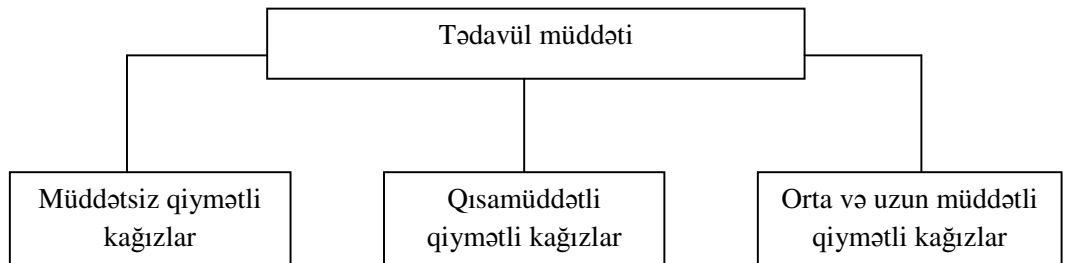 Tədavül müddəti
Müddətsiz qiymətli
kağızlar
Qısamüddətli
qiymətli kağızlar
Orta və uzun müddətli
qiymətli kağızlar